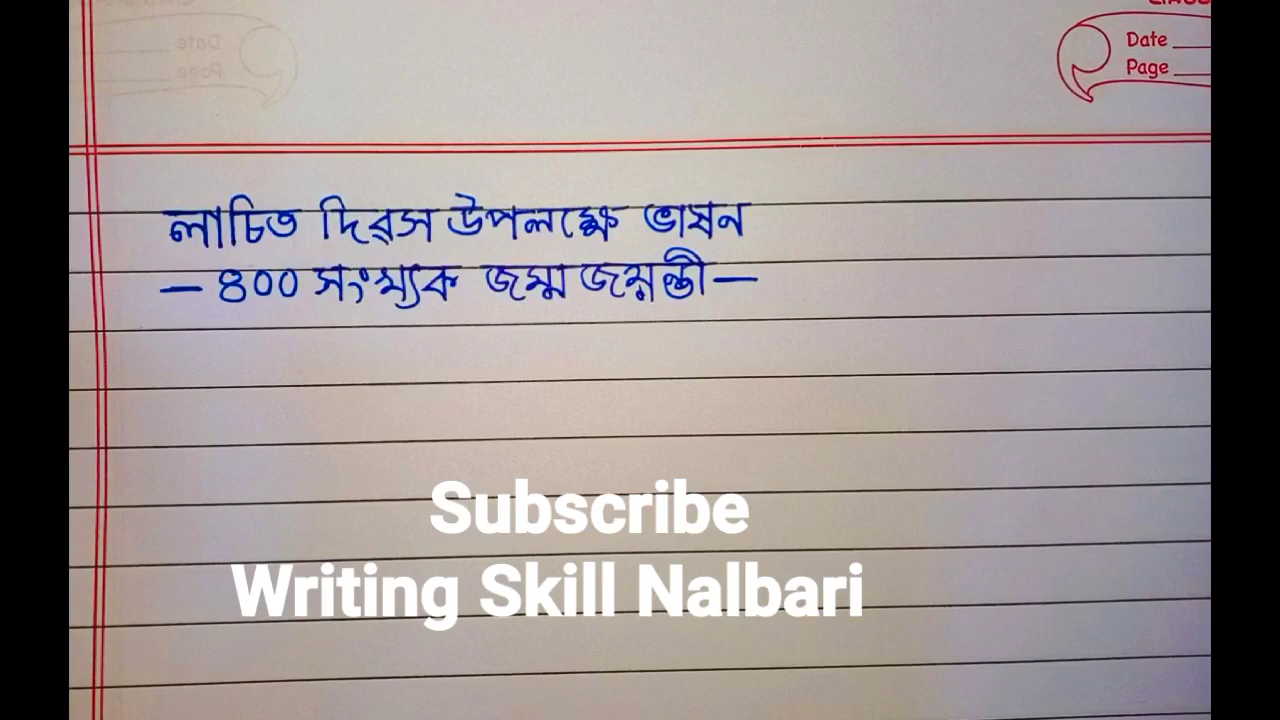 Date
Page
লাচিত দিৱস উপলক্ষে ভাষন
— ৪০০ সংখ্যক জন্ম জয়ন্তী —
Subscribe
Writing Skill Nalbari